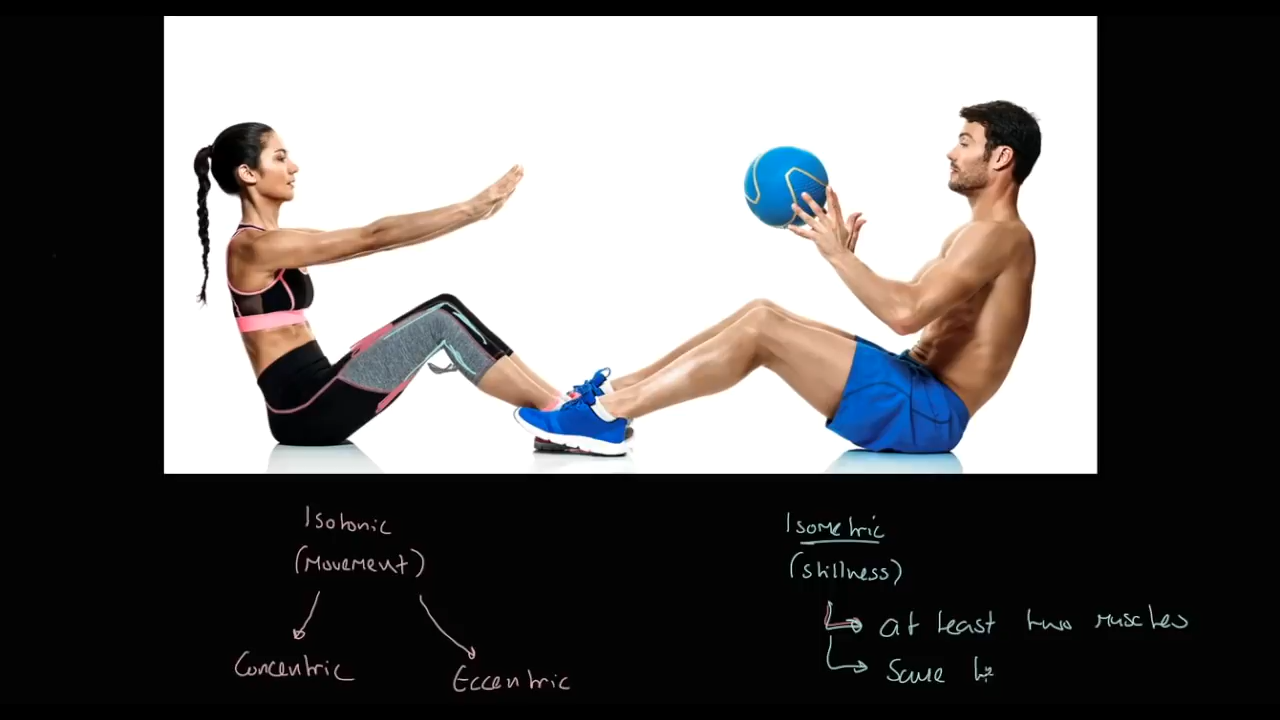 Isotonic
(Movement)
Concentric
Eccentric
Isometric
(stillness)
at least two muscles
Same